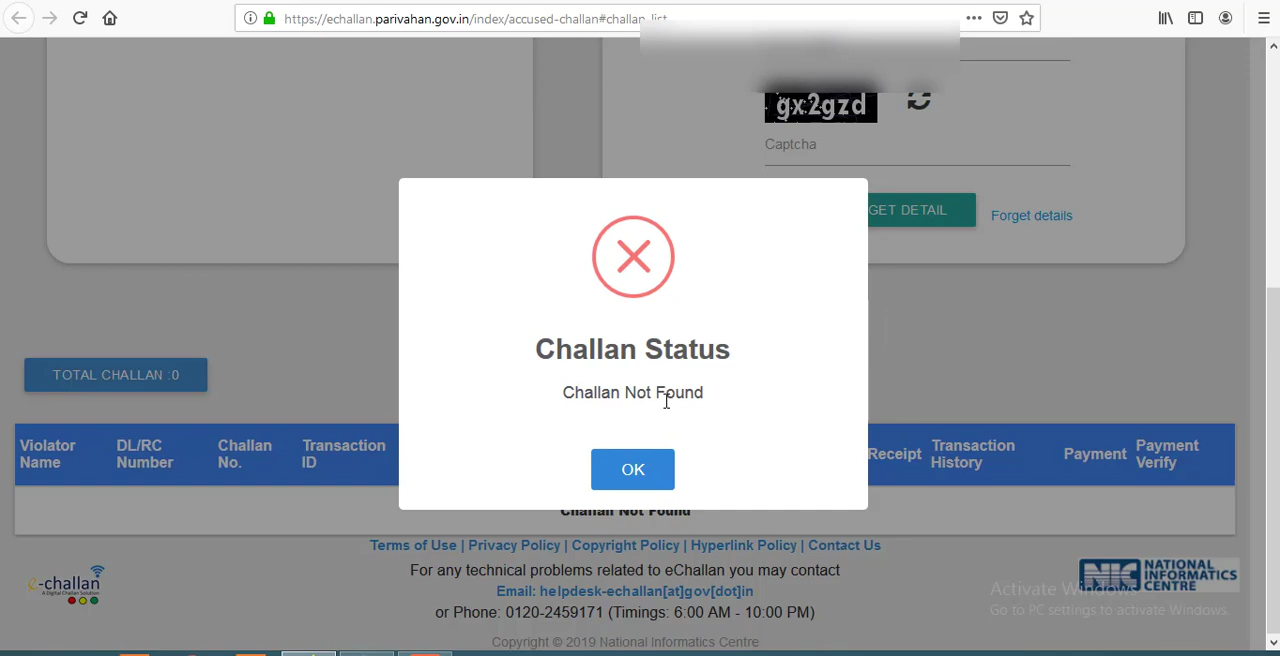 https://echallan.parivahan.gov.in/index/accused-challan#challan_list
gx2gzd
Captcha
GET DETAIL
Forget details
Challan Status
Challan Not Found
OK
TOTAL CHALLAN :0
Violator Name
DL/RC Number
Challan No.
Transaction ID
Receipt
Transaction History
Payment
Payment Verify
Challan Not Found
Terms of Use | Privacy Policy | Copyright Policy | Hyperlink Policy | Contact Us
For any technical problems related to eChallan you may contact
Email: helpdesk-echallan[at]gov[dot]in
or Phone: 0120-2459171 (Timings: 6:00 AM - 10:00 PM)
Copyright © 2019 National Informatics Centre
e-challan
A Digital Challan Solution
NIC
NATIONAL
INFORMATICS
CENTRE
Activate Windows
Go to PC settings to activate Windows.